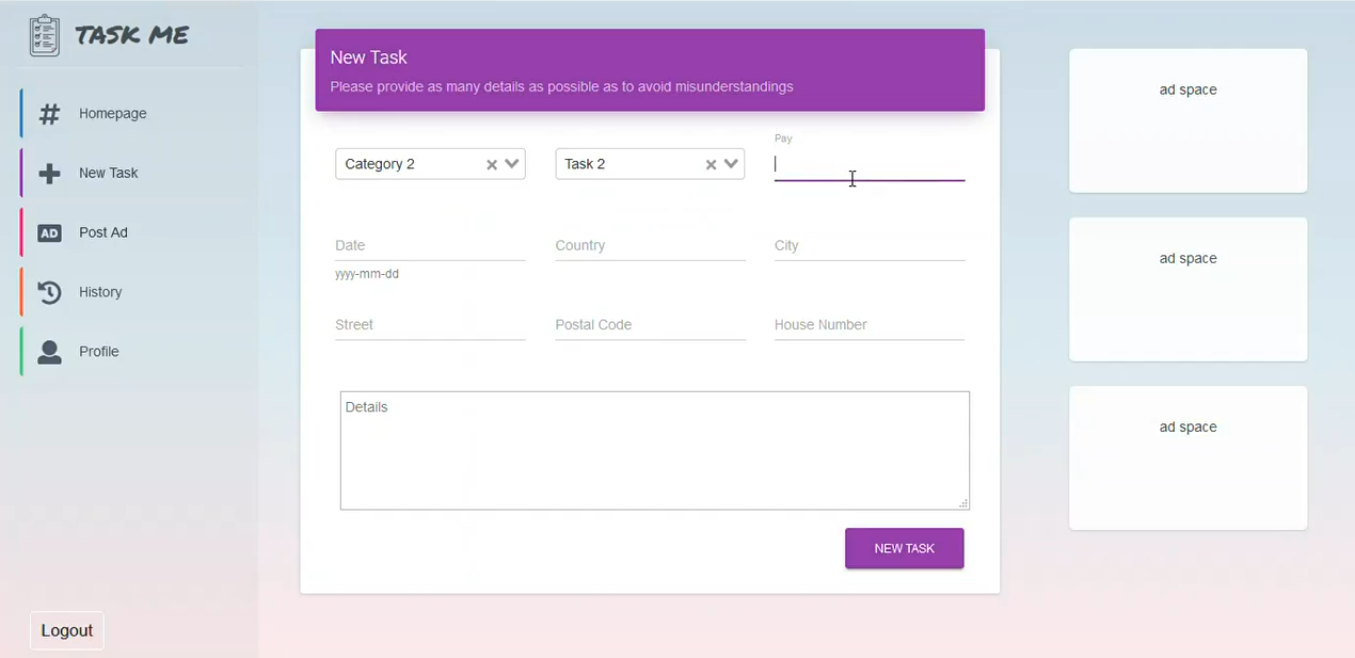 TASK ME
Homepage
New Task
AD Post Ad
History
Profile
Logout
New Task
Please provide as many details as possible as to avoid misunderstandings
Category 2
Task 2
Pay
Date
Country
City
yyyy-mm-dd
Street
Postal Code
House Number
Details
NEW TASK
ad space
ad space
ad space